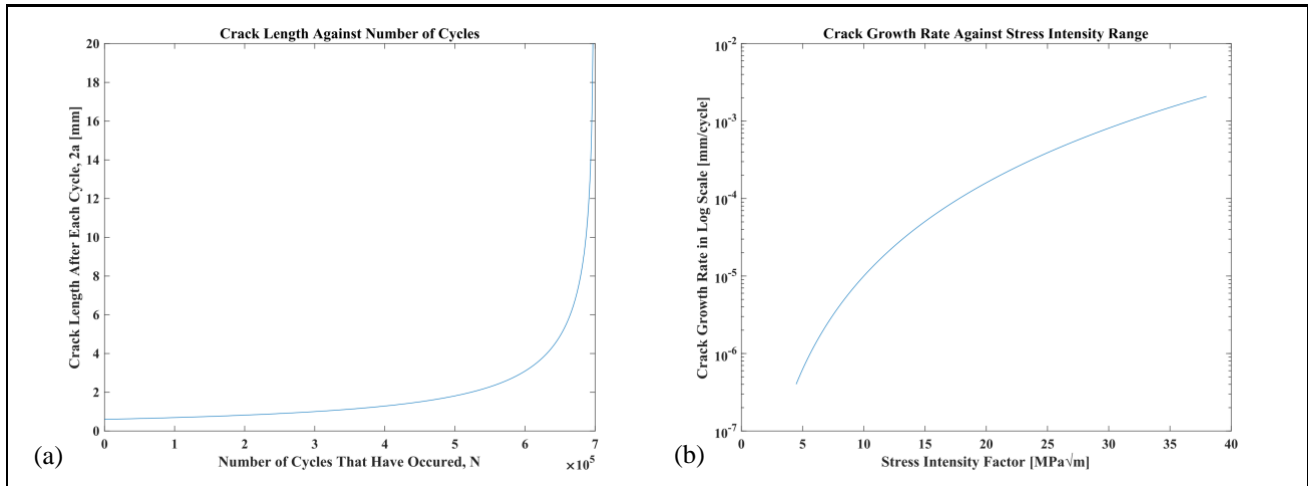 Crack Length Against Number of Cycles
20
18
16
14
12
10
8
6
4
2
0
Crack Length After Each Cycle, 2a [mm]
0 1 2 3 4 5 6 7
×10^5
Number of Cycles That Have Occured, N
(a)
Crack Growth Rate Against Stress Intensity Range
10^-2
10^-3
10^-4
10^-5
10^-6
10^-7
Crack Growth Rate in Log Scale [mm/cycle]
0 5 10 15 20 25 30 35 40
Stress Intensity Factor [MPa√m]
(b)